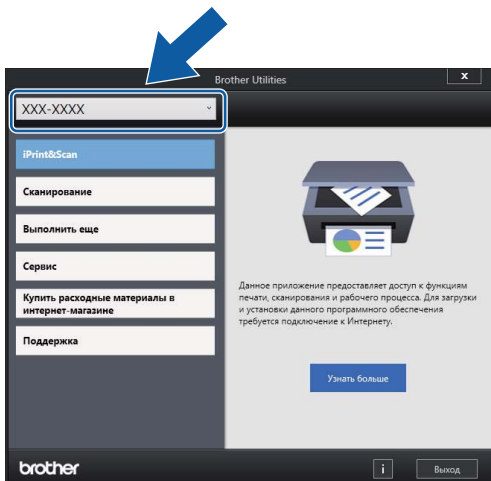 Brother Utilities
x
XXX-XXXX
iPrint&Scan
Сканирование
Выполнить еще
Сервис
Купить расходные материалы в
интернет-магазине
Поддержка
Данное приложение предоставляет доступ к функциям
печати, сканирования и рабочего процесса. Для загрузки
и установки данного программного обеспечения
требуется подключение к Интернету.
Узнать больше
brother
i
Выход